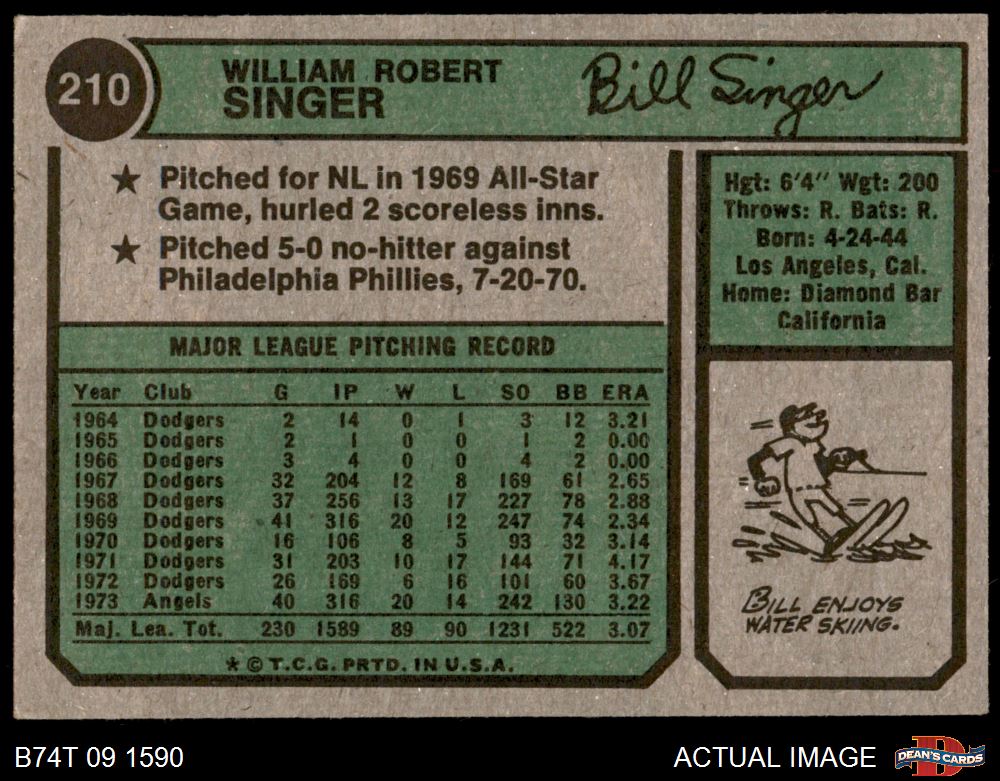 210
WILLIAM ROBERT
SINGER
Bill Singer
★ Pitched for NL in 1969 All-Star
Game, hurled 2 scoreless inns.
★ Pitched 5-0 no-hitter against
Philadelphia Phillies, 7-20-70.
Hgt: 6'4" Wgt: 200
Throws: R. Bats: R.
Born: 4-24-44
Los Angeles, Cal.
Home: Diamond Bar
California
MAJOR LEAGUE PITCHING RECORD
Year Club G IP W L SO BB ERA
1964 Dodgers 2 14 0 1 3 12 3.21
1965 Dodgers 2 1 0 0 1 2 0.00
1966 Dodgers 3 4 0 0 4 2 0.00
1967 Dodgers 32 204 12 8 169 61 2.65
1968 Dodgers 37 256 13 17 227 78 2.88
1969 Dodgers 41 316 20 12 247 74 2.34
1970 Dodgers 16 106 8 5 93 32 3.14
1971 Dodgers 31 203 10 17 144 71 4.17
1972 Dodgers 26 169 6 16 101 60 3.67
1973 Angels 40 316 20 14 242 130 3.22
Maj. Lea. Tot. 230 1589 89 90 1231 522 3.07
★ © T.C.G. PRTD. IN U.S.A.
BILL ENJOYS
WATER SKIING.
B74T 09 1590
ACTUAL IMAGE
D
DEAN'S CARDS